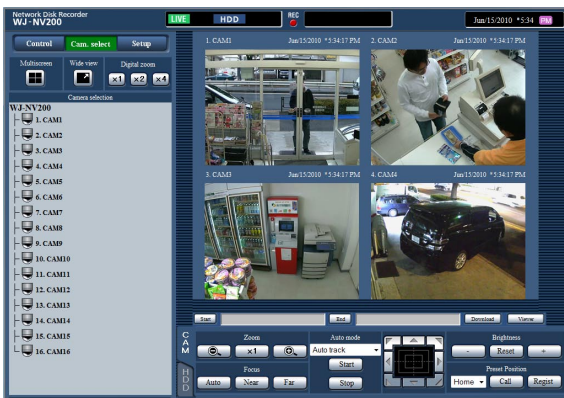 Network Disk Recorder
WJ-NV200
LIVE HDD REC Jun/15/2010 *5:34 PM
Control Cam. select Setup
Multiscreen Wide view Digital zoom
x1 x2 x4
Camera selection
WJ-NV200
1. CAM1
2. CAM2
3. CAM3
4. CAM4
5. CAM5
6. CAM6
7. CAM7
8. CAM8
9. CAM9
10. CAM10
11. CAM11
12. CAM12
13. CAM13
14. CAM14
15. CAM15
16. CAM16
1. CAM1 Jun/15/2010 *5:34:17 PM
2. CAM2 Jun/15/2010 *5:34:17 PM
3. CAM3 Jun/15/2010 *5:34:17 PM
4. CAM4 Jun/15/2010 *5:34:17 PM
Start End Download Viewer
CAM
HDD
Zoom
x1
Focus
Auto Near Far
Auto mode
Auto track
Start
Stop
Brightness
- Reset +
Preset Position
Home Call Regist